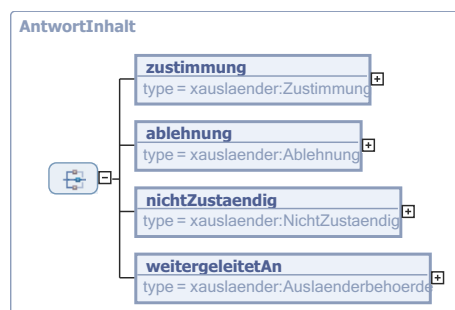 AntwortInhalt
zustimmung
type = xauslaender:Zustimmung
ablehnung
type = xauslaender:Ablehnung
nichtZustaendig
type = xauslaender:NichtZustaendig
weitergeleitetAn
type = xauslaender:Auslaenderbehoerde